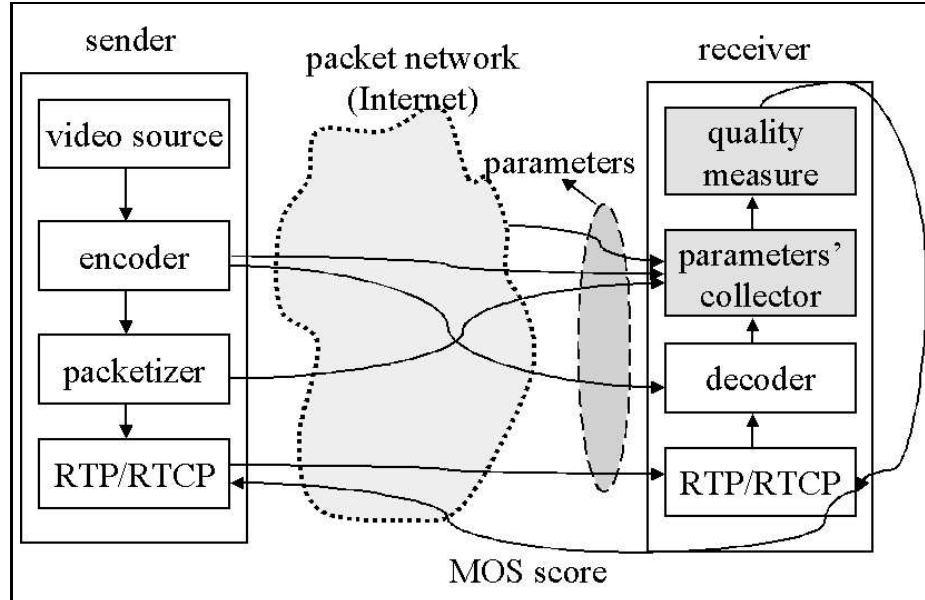 sender
video source
encoder
packetizer
RTP/RTCP
packet network
(Internet)
parameters
receiver
quality
measure
parameters’
collector
decoder
RTP/RTCP
MOS score